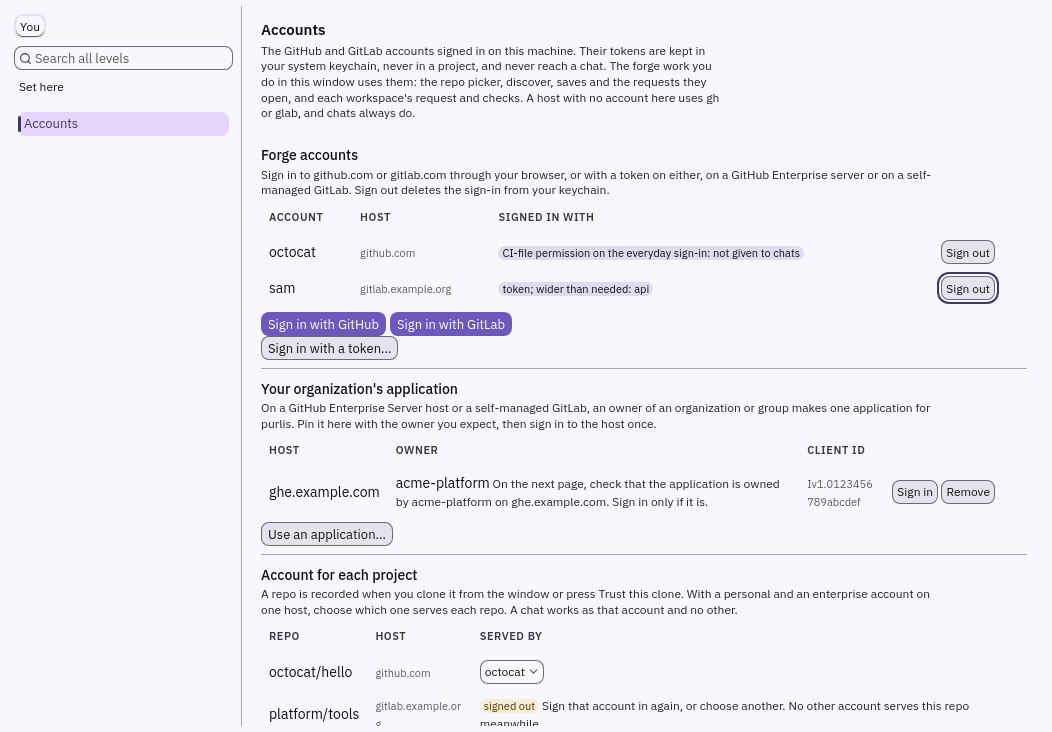 You
Search all levels
Set here
Accounts
Accounts
The GitHub and GitLab accounts signed in on this machine. Their tokens are kept in
your system keychain, never in a project, and never reach a chat. The forge work you
do in this window uses them: the repo picker, discover, saves and the requests they
open, and each workspace's request and checks. A host with no account here uses gh
or glab, and chats always do.
Forge accounts
Sign in to github.com or gitlab.com through your browser, or with a token on either, on a GitHub Enterprise server or on a self-
managed GitLab. Sign out deletes the sign-in from your keychain.
ACCOUNT HOST SIGNED IN WITH
octocat github.com CI-file permission on the everyday sign-in: not given to chats Sign out
sam gitlab.example.org token; wider than needed: api Sign out
Sign in with GitHub Sign in with GitLab
Sign in with a token...
Your organization's application
On a GitHub Enterprise Server host or a self-managed GitLab, an owner of an organization or group makes one application for
purlis. Pin it here with the owner you expect, then sign in to the host once.
HOST OWNER CLIENT ID
ghe.example.com acme-platform On the next page, check that the application is owned Iv1.0123456 Sign in Remove
by acme-platform on ghe.example.com. Sign in only if it is. 789abcdef
Use an application...
Account for each project
A repo is recorded when you clone it from the window or press Trust this clone. With a personal and an enterprise account on
one host, choose which one serves each repo. A chat works as that account and no other.
REPO HOST SERVED BY
octocat/hello github.com octocat
platform/tools gitlab.example.or signed out Sign that account in again, or choose another. No other account serves this repo
g meanwhile